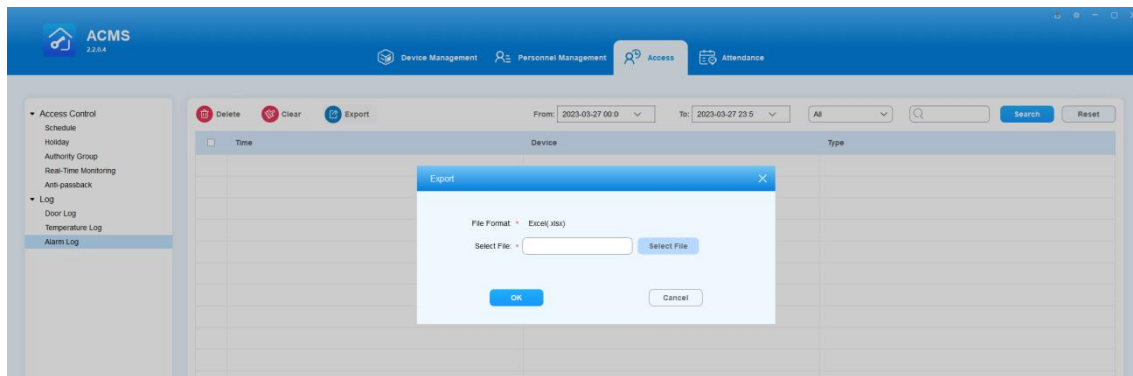 ACMS
2.2.0.4
Device Management Personnel Management Access Attendance
Access Control
Schedule
Holiday
Authority Group
Real-Time Monitoring
Anti-passback
Log
Door Log
Temperature Log
Alarm Log
Delete Clear Export From: 2023-03-27 00:0 To: 2023-03-27 23:5 All Search Reset
Time Device Type
Export
File Format: * Excel(.xlsx)
Select File: * Select File
OK Cancel